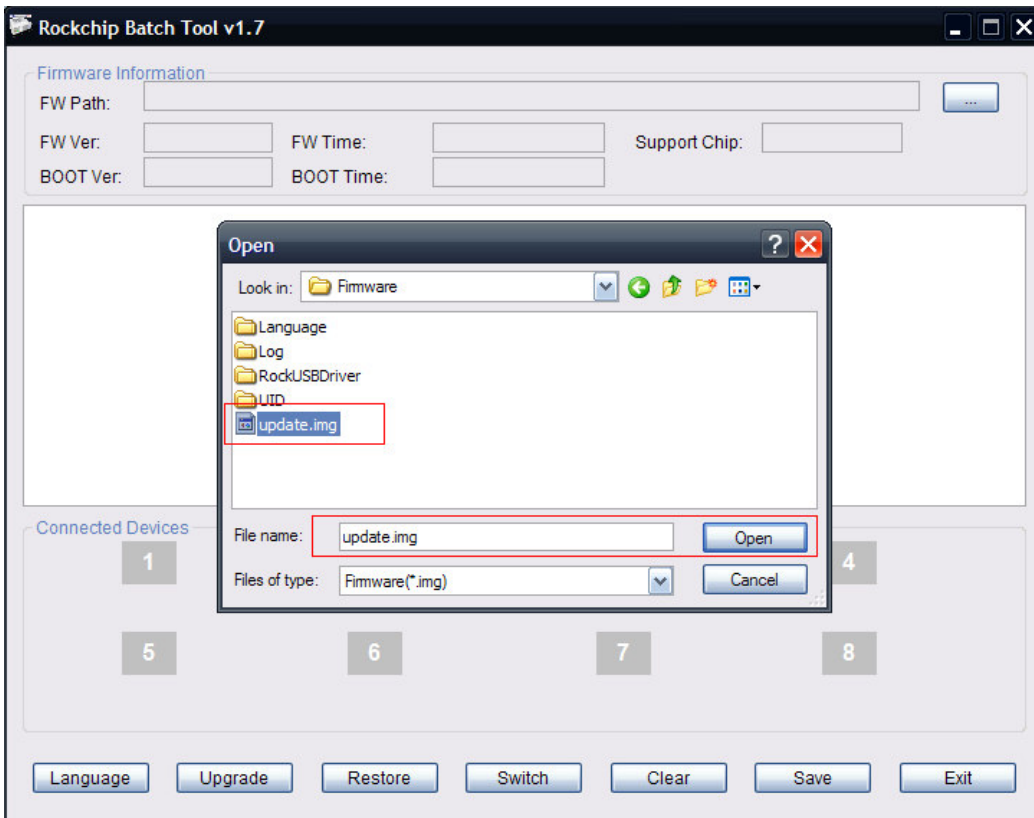 Rockchip Batch Tool v1.7
Firmware Information
FW Path:
...
FW Ver:
FW Time:
Support Chip:
BOOT Ver:
BOOT Time:
Open
Look in: Firmware
Language
Log
RockUSBDriver
UID
update.img
File name: update.img Open
Files of type: Firmware(*.img) Cancel
Connected Devices
1 4
5 6 7 8
Language Upgrade Restore Switch Clear Save Exit